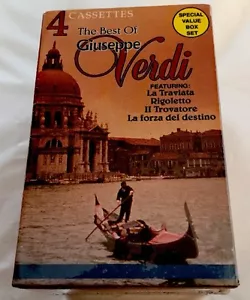 4 CASSETTES
SPECIAL
VALUE
BOX
SET
The Best Of
Giuseppe
Verdi
FEATURING:
La Traviata
Rigoletto
Il Trovatore
La forza del destino